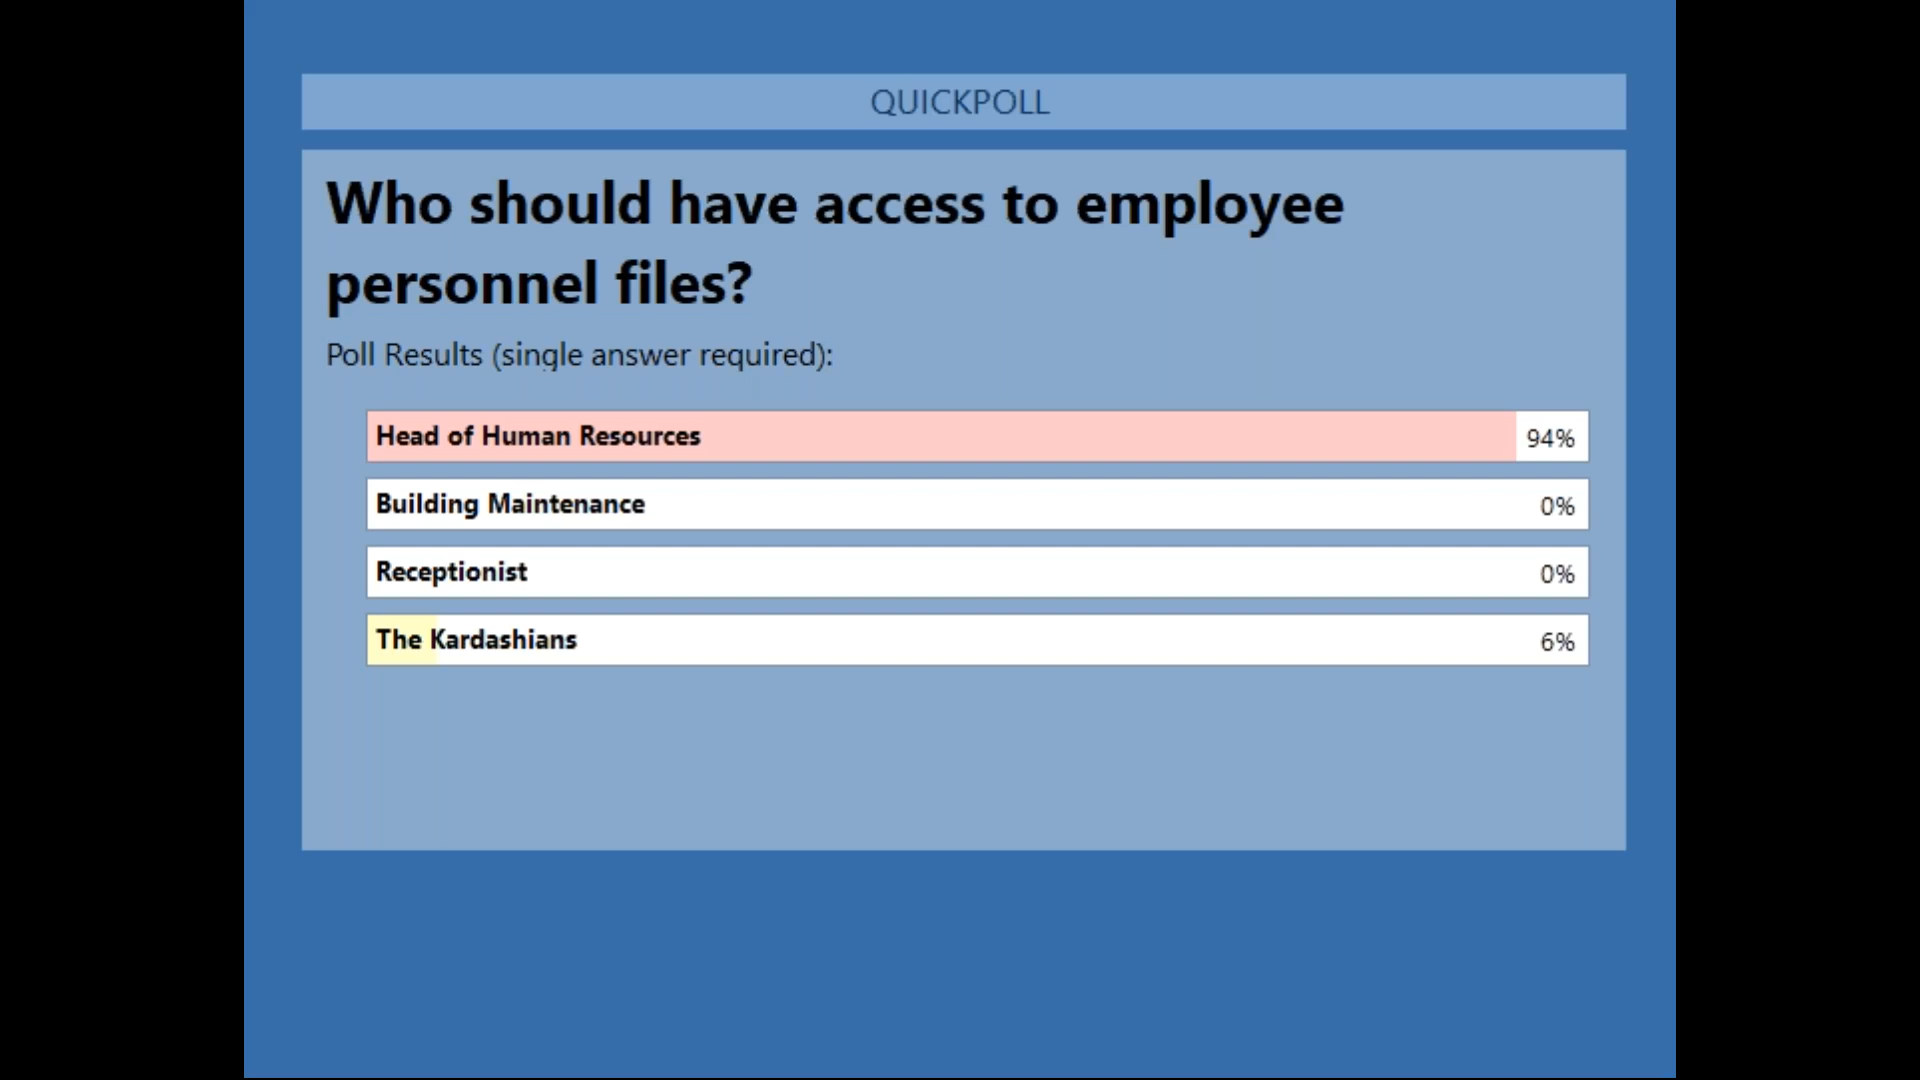 QUICKPOLL
Who should have access to employee
personnel files?
Poll Results (single answer required):
Head of Human Resources 94%
Building Maintenance 0%
Receptionist 0%
The Kardashians 6%